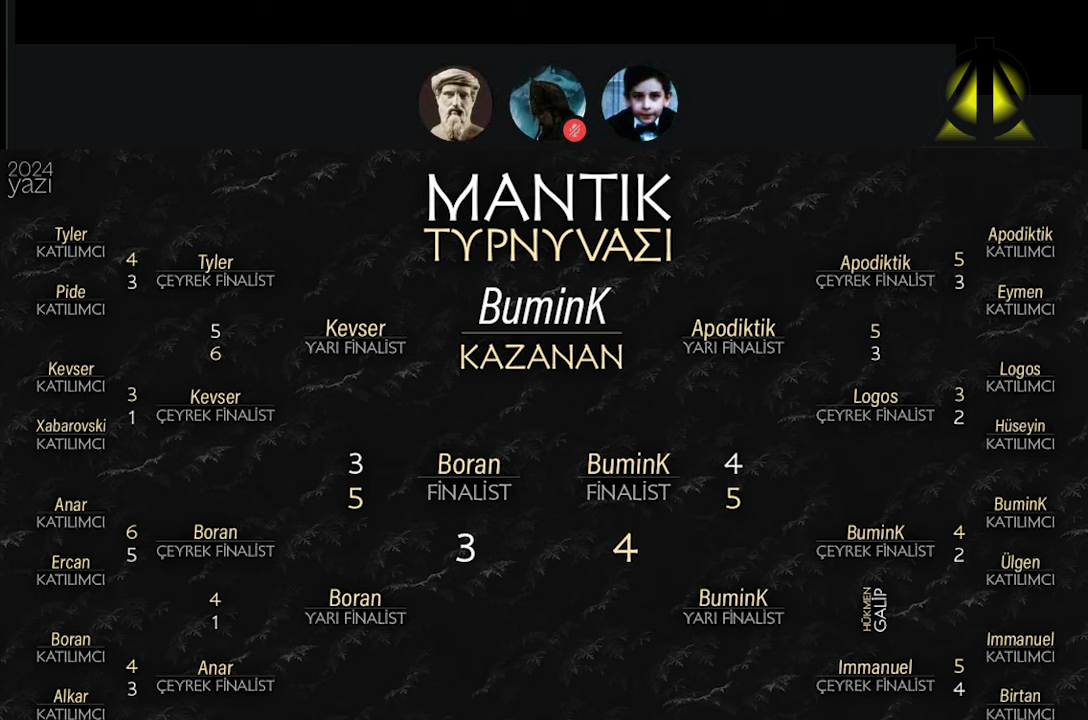 2024
yazı
MANTIK
TYPNYVAΣI
BuminK
KAZANAN
Tyler
KATILIMCI
4
3
Pide
KATILIMCI
Tyler
ÇEYREK FİNALİST
5
6
Kevser
KATILIMCI
3
1
Xabarovski
KATILIMCI
Kevser
ÇEYREK FİNALİST
Kevser
YARI FİNALİST
Anar
KATILIMCI
6
5
Ercan
KATILIMCI
Boran
ÇEYREK FİNALİST
4
1
Boran
KATILIMCI
4
3
Alkar
KATILIMCI
Anar
ÇEYREK FİNALİST
Boran
YARI FİNALİST
3
5
Boran
FİNALİST
3
BuminK
FİNALİST
4
4
5
Apodiktik
YARI FİNALİST
BuminK
YARI FİNALİST
Apodiktik
ÇEYREK FİNALİST
5
3
Logos
ÇEYREK FİNALİST
BuminK
ÇEYREK FİNALİST
HÜKMEN
GALİP
Immanuel
ÇEYREK FİNALİST
Apodiktik
KATILIMCI
5
3
Eymen
KATILIMCI
Logos
KATILIMCI
3
2
Hüseyin
KATILIMCI
BuminK
KATILIMCI
4
2
Ülgen
KATILIMCI
Immanuel
KATILIMCI
5
4
Birtan
KATILIMCI